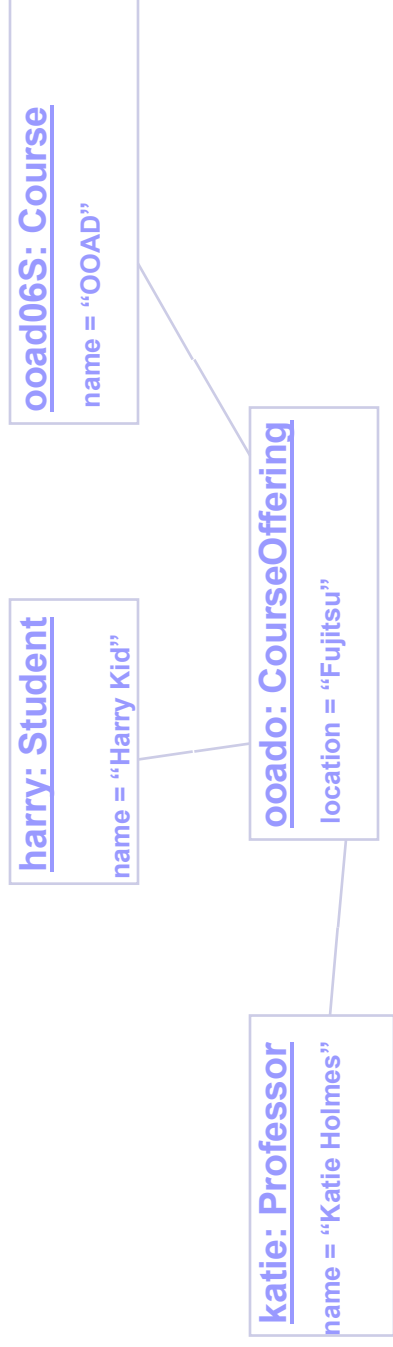 harry: Student
name = “Harry Kid”
ooad06S: Course
name = “OOAD”
katie: Professor
name = “Katie Holmes”
ooado: CourseOffering
location = “Fujitsu”